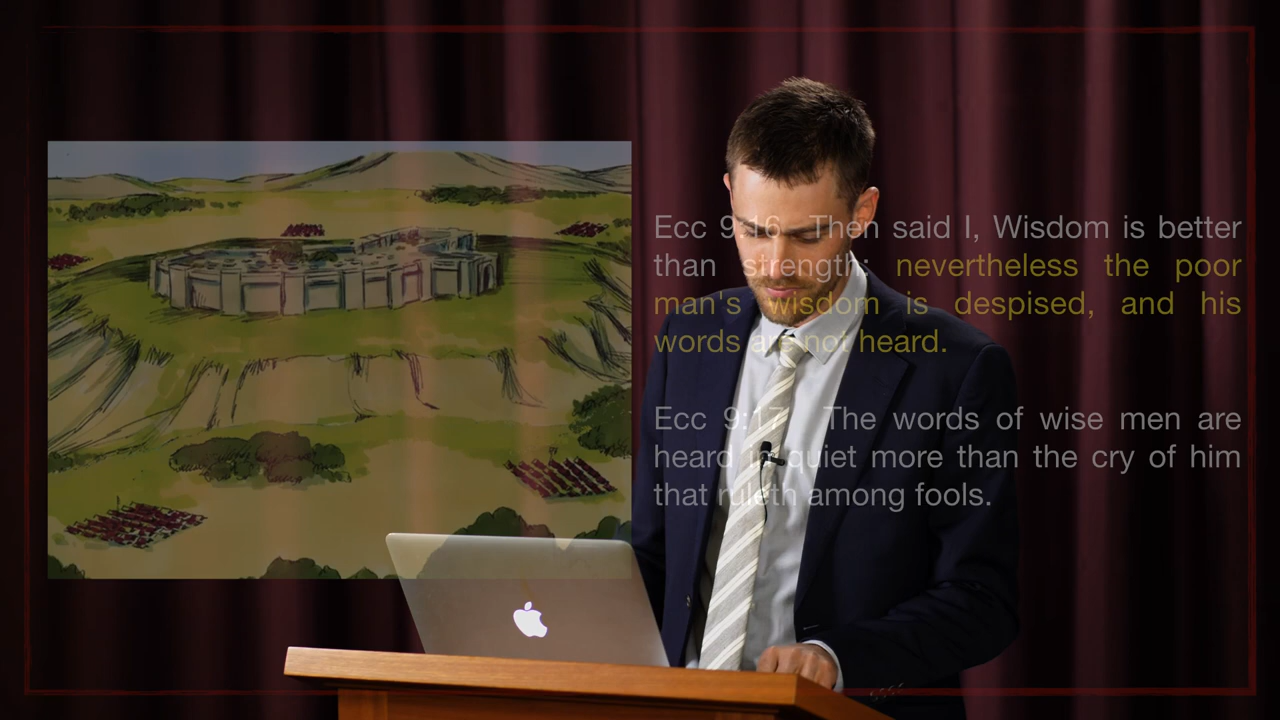 Ecc 9:16 Then said I, Wisdom is better
than strength: nevertheless the poor
man's wisdom is despised, and his
words are not heard.
Ecc 9:17 The words of wise men are
heard in quiet more than the cry of him
that ruleth among fools.